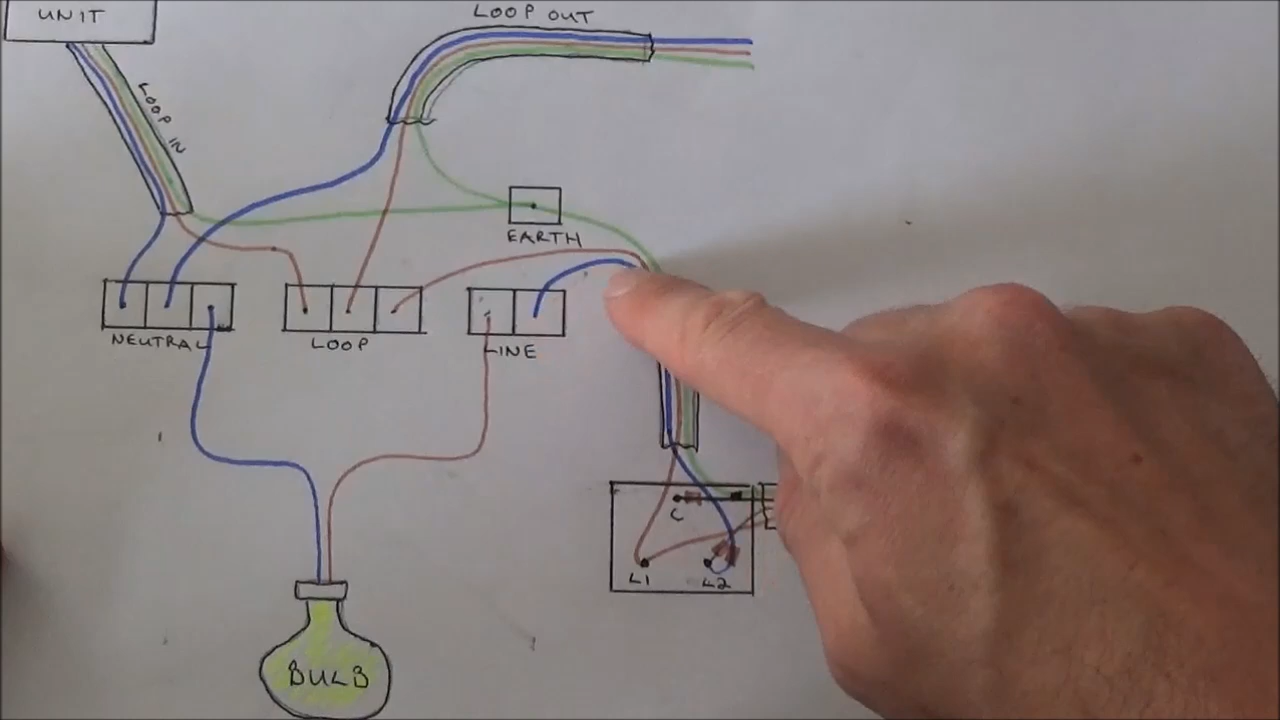 UNIT
LOOP OUT
LOOP IN
EARTH
NEUTRAL
LOOP
LINE
C
L1
L2
BULB